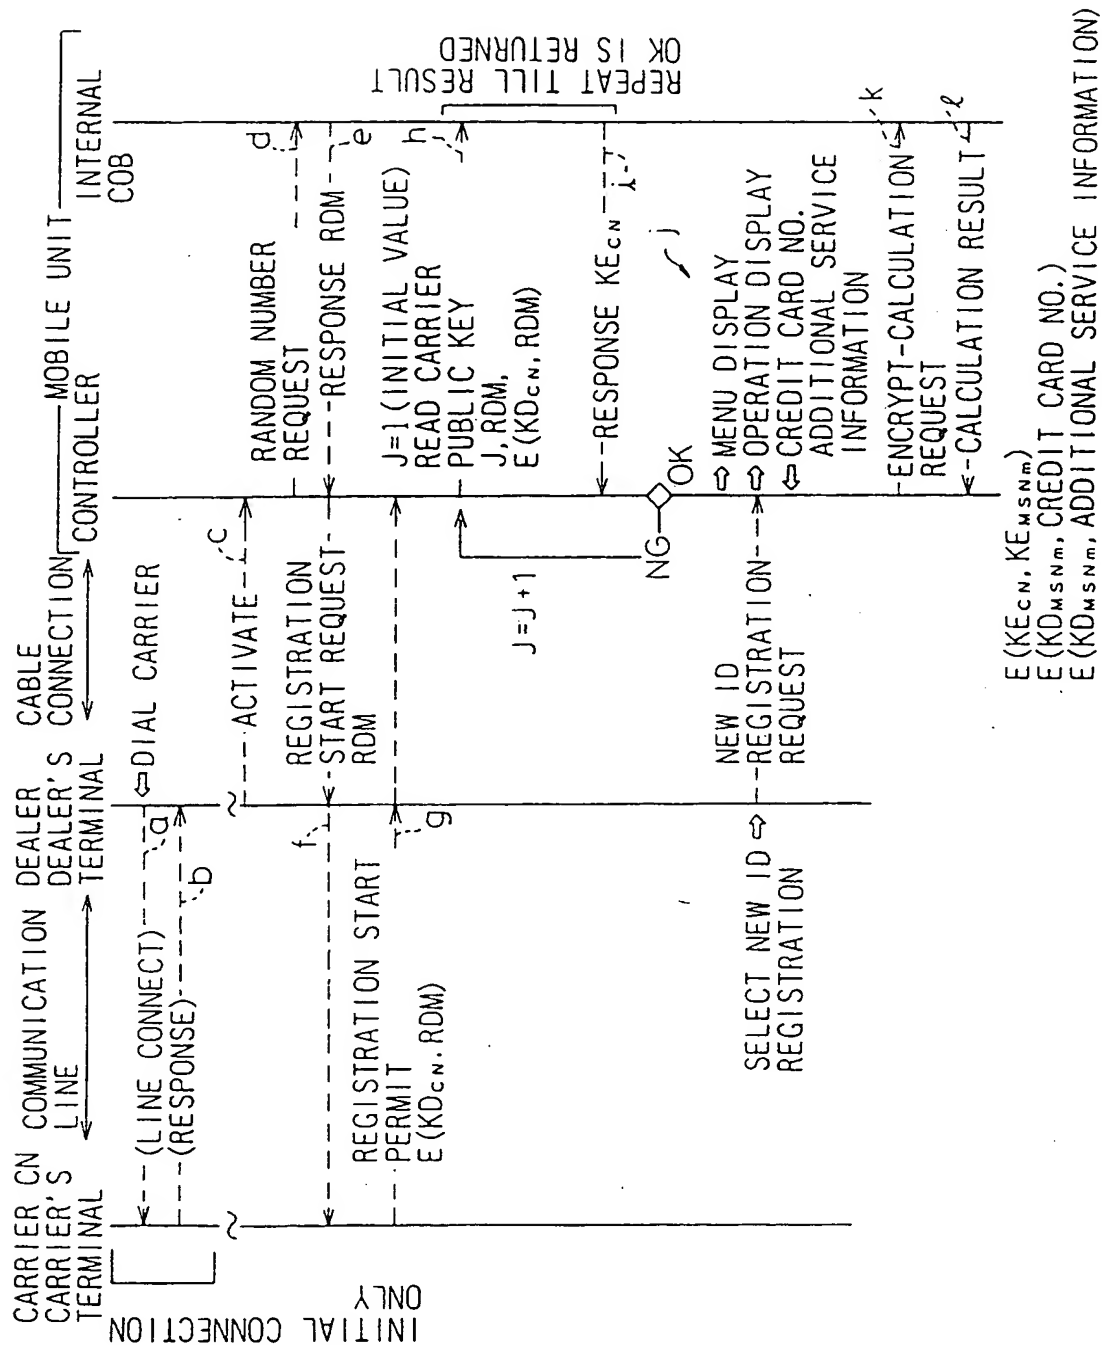 CARRIER CN
CARRIER'S
TERMINAL
COMMUNICATION
LINE
DEALER
DEALER'S
TERMINAL
CABLE
CONNECTION
MOBILE UNIT
CONTROLLER
INTERNAL
COB
INITIAL CONNECTION
ONLY
(LINE CONNECT)
a
DIAL CARRIER
(RESPONSE)
b
ACTIVATE
c
RANDOM NUMBER
REQUEST
d
RESPONSE RDM
e
REGISTRATION
START REQUEST
RDM
f
REGISTRATION START
PERMIT
E(KDCN, RDM)
g
J=1(INITIAL VALUE)
READ CARRIER
PUBLIC KEY
J, RDM,
E(KDCN, RDM)
h
REPEAT TILL RESULT
OK IS RETURNED
J=J+1
RESPONSE KECN
i
NG
OK
j
MENU DISPLAY
OPERATION DISPLAY
CREDIT CARD NO.
ADDITIONAL SERVICE
INFORMATION
SELECT NEW ID
REGISTRATION
NEW ID
REGISTRATION
REQUEST
ENCRYPT-CALCULATION
REQUEST
k
CALCULATION RESULT
l
E(KECN, KEMSNm)
E(KDMSNm, CREDIT CARD NO.)
E(KDMSNm, ADDITIONAL SERVICE INFORMATION)